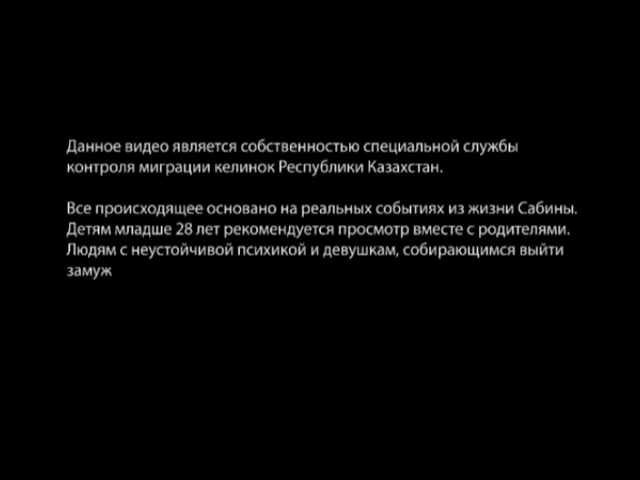 Данное видео является собственностью специальной службы
контроля миграции келинок Республики Казахстан.
Все происходящее основано на реальных событиях из жизни Сабины.
Детям младше 28 лет рекомендуется просмотр вместе с родителями.
Людям с неустойчивой психикой и девушкам, собирающимся выйти
замуж